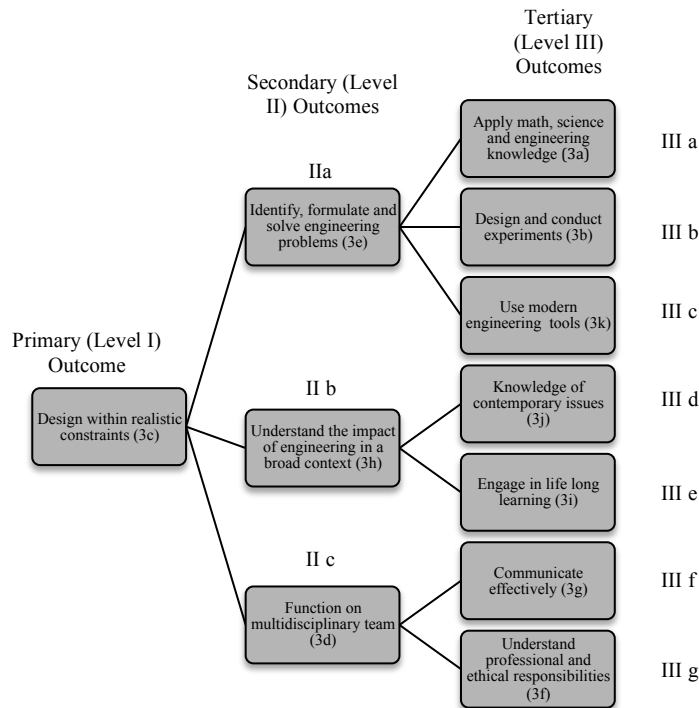 Tertiary
(Level III)
Outcomes
Secondary (Level
II) Outcomes
Primary (Level I)
Outcome
Design within realistic
constraints (3c)
IIa
Identify, formulate and
solve engineering
problems (3e)
II b
Understand the impact
of engineering in a
broad context (3h)
II c
Function on
multidisciplinary team
(3d)
Apply math, science
and engineering
knowledge (3a)
III a
Design and conduct
experiments (3b)
III b
Use modern
engineering tools (3k)
III c
Knowledge of
contemporary issues
(3j)
III d
Engage in life long
learning (3i)
III e
Communicate
effectively (3g)
III f
Understand
professional and
ethical responsibilities
(3f)
III g